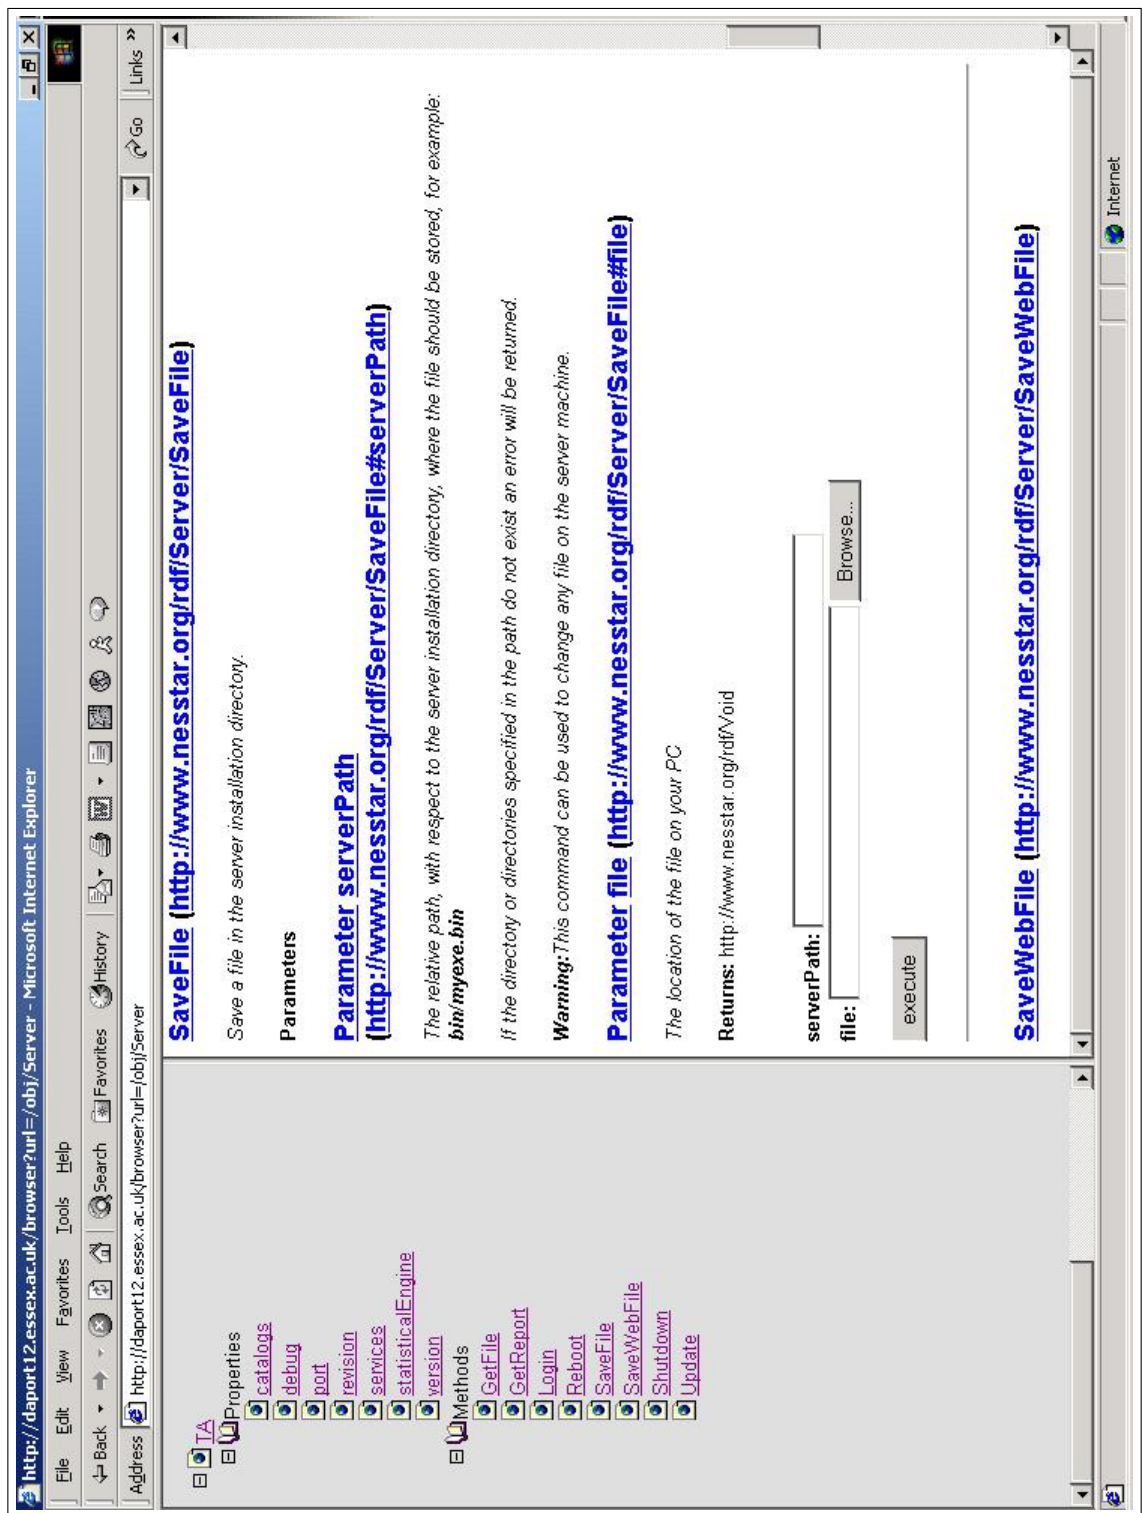 http://daport12.essex.ac.uk/browser?url=/obj/Server - Microsoft Internet Explorer
File Edit View Favorites Tools Help
Back Search Favorites History
Address http://daport12.essex.ac.uk/browser?url=/obj/Server Go Links »
TA
Properties
catalogs
debug
port
revision
services
statisticalEngine
version
Methods
GetFile
GetReport
Login
Reboot
SaveFile
SaveWebFile
Shutdown
Update
SaveFile (http://www.nesstar.org/rdf/Server/SaveFile)
Save a file in the server installation directory.
Parameters
Parameter serverPath
(http://www.nesstar.org/rdf/Server/SaveFile#serverPath)
The relative path, with respect to the server installation directory, where the file should be stored, for example:
bin/myexe.bin
If the directory or directories specified in the path do not exist an error will be returned.
Warning:This command can be used to change any file on the server machine.
Parameter file (http://www.nesstar.org/rdf/Server/SaveFile#file)
The location of the file on your PC
Returns: http://www.nesstar.org/rdf/Void
serverPath:
file: Browse...
execute
SaveWebFile (http://www.nesstar.org/rdf/Server/SaveWebFile)
Internet